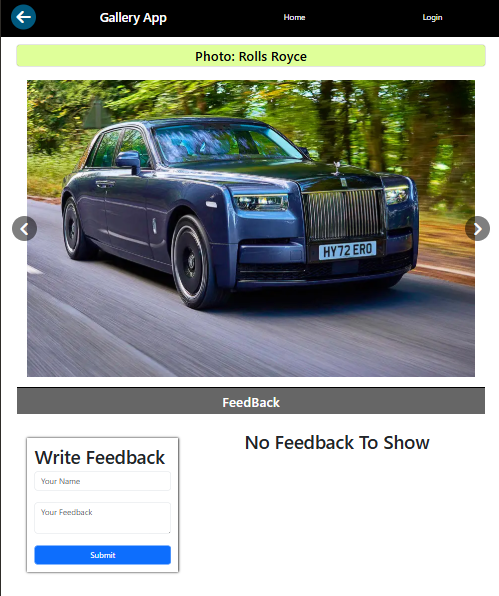 Gallery App
Home
Login
Photo: Rolls Royce
HY72 ERO
FeedBack
Write Feedback
Your Name
Your Feedback
Submit
No Feedback To Show